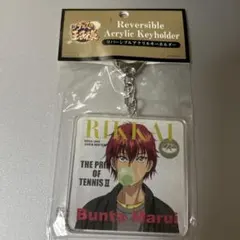 Reversible
Acrylic Keyholder
リバーシブルアクリルキーホルダー
RIKKAI
THE PRI
OF
TENNIS II
Bunta Marui